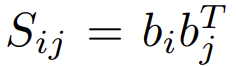 $S_{ij} = b_i b_j^T$